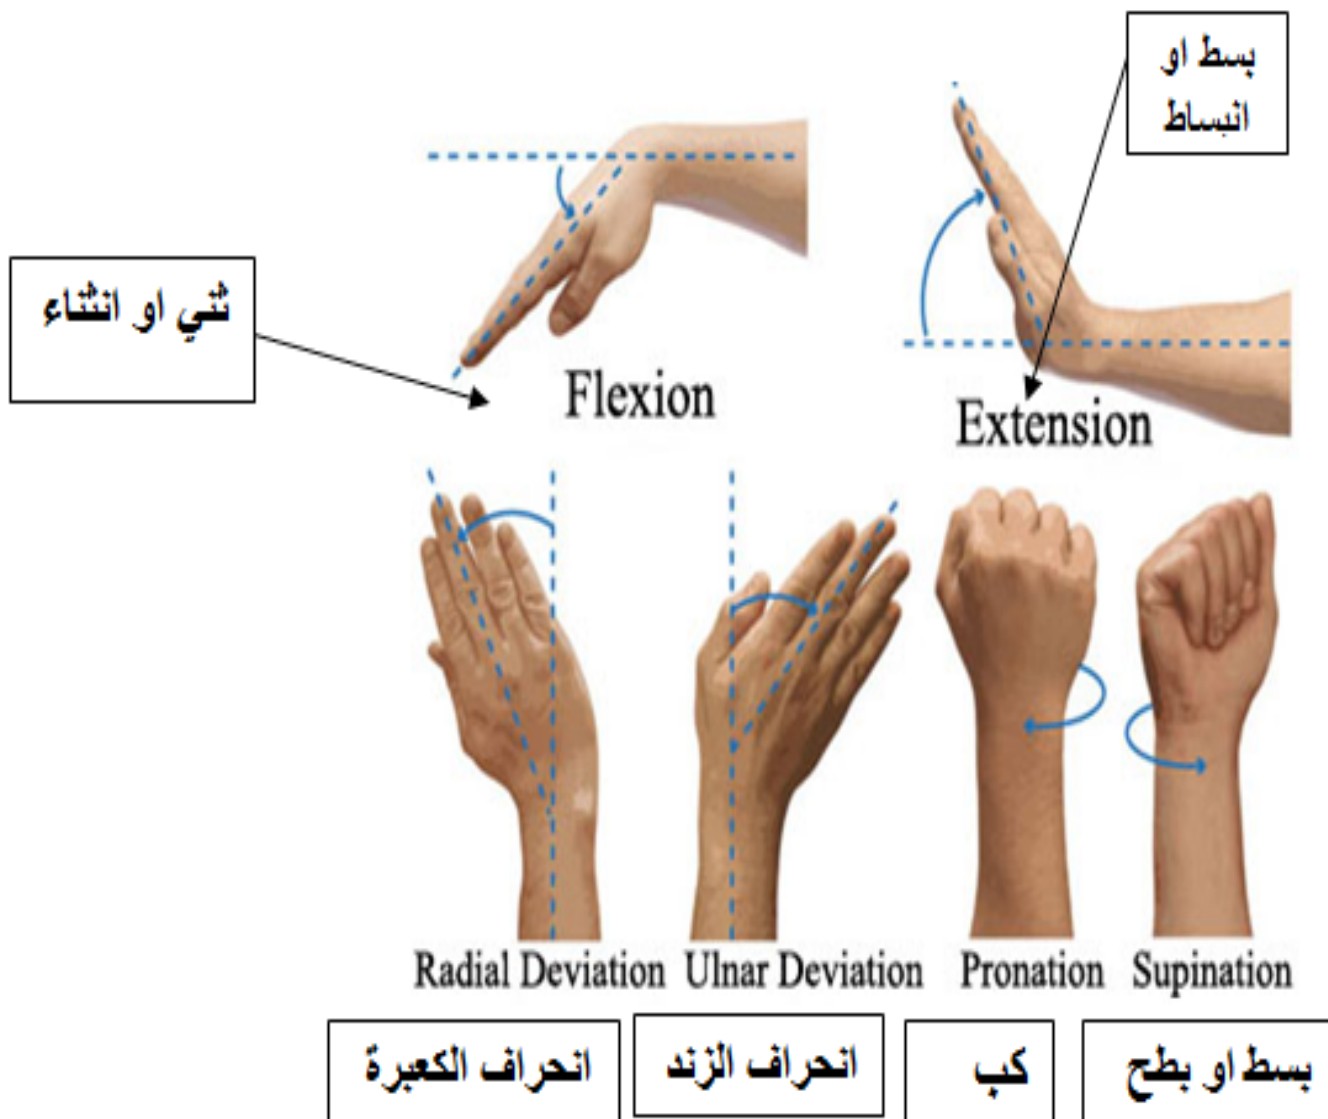 بسط او
انبساط
ثني او انثناء
Flexion
Extension
Radial Deviation
Ulnar Deviation
Pronation
Supination
انحراف الكعبرة
انحراف الزند
كب
بسط او بطح